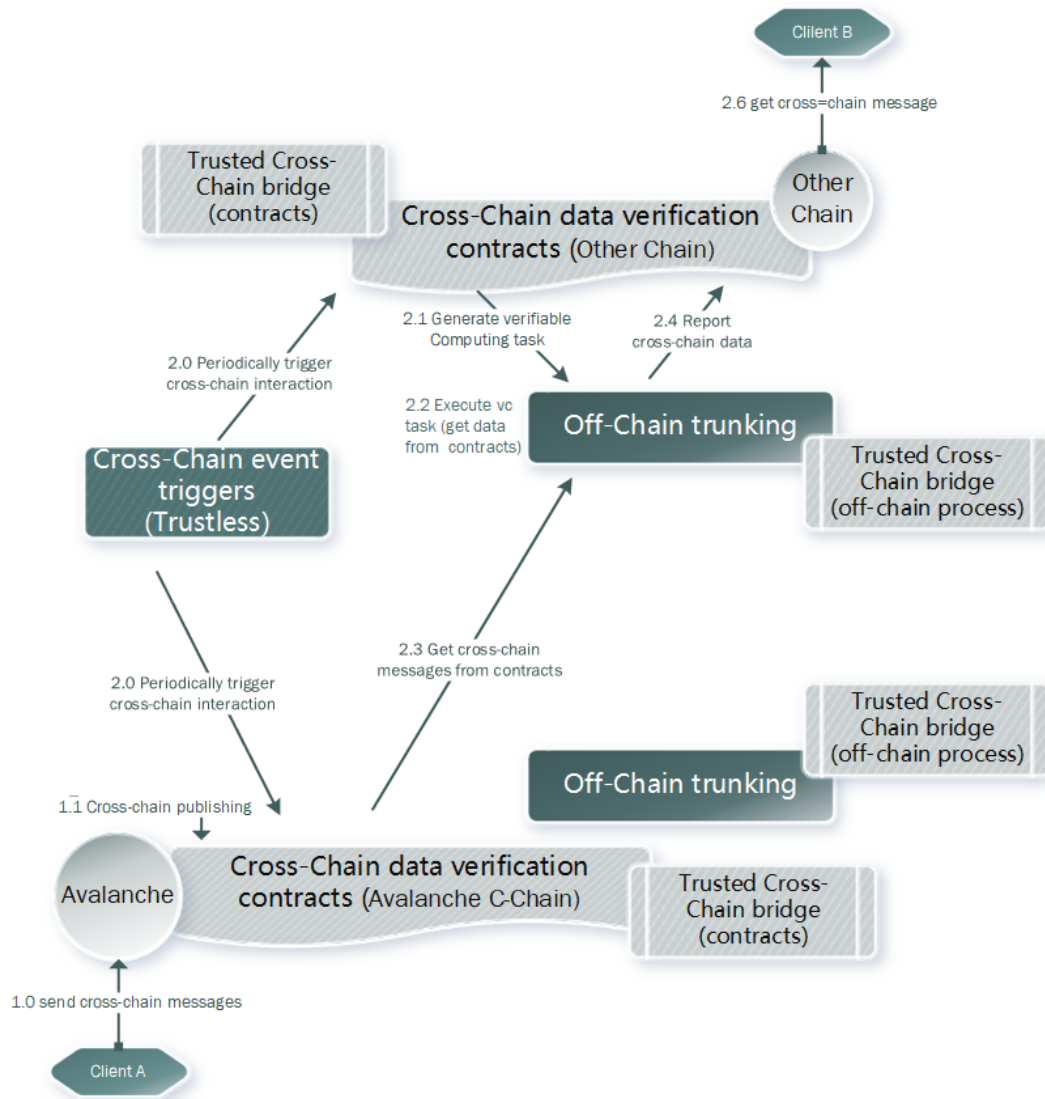 Clilent B
2.6 get cross=chain message
Trusted Cross-
Chain bridge
(contracts)
Other
Chain
Cross-Chain data verification
contracts (Other Chain)
2.1 Generate verifiable
Computing task
2.4 Report
cross-chain data
2.0 Periodically trigger
cross-chain interaction
2.2 Execute vc
task (get data
from contracts)
Off-Chain trunking
Trusted Cross-
Chain bridge
(off-chain process)
Cross-Chain event
triggers
(Trustless)
2.3 Get cross-chain
messages from contracts
2.0 Periodically trigger
cross-chain interaction
Trusted Cross-
Chain bridge
(off-chain process)
Off-Chain trunking
1.1 Cross-chain publishing
Avalanche
Cross-Chain data verification
contracts (Avalanche C-Chain)
Trusted Cross-
Chain bridge
(contracts)
1.0 send cross-chain messages
Client A